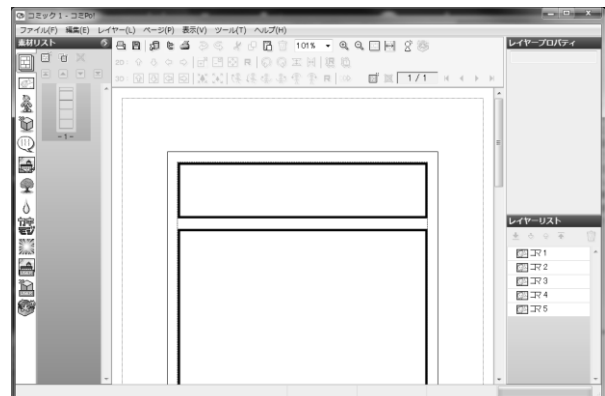 コミック1 - コミPo!
ファイル(F) 編集(E) レイヤー(L) ページ(P) 表示(V) ツール(T) ヘルプ(H)
素材リスト
レイヤープロパティ
101%
2D:
3D:
1 / 1
- 1 -
レイヤーリスト
コマ1
コマ2
コマ3
コマ4
コマ5